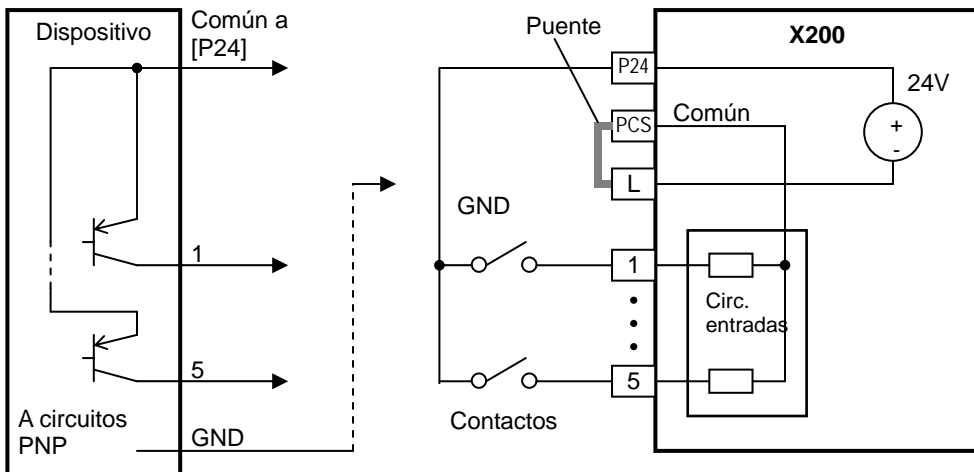 Dispositivo
Común a
[P24]
1
5
A circuitos
PNP
GND
Puente
X200
P24
24V
PCS
Común
+
-
L
GND
1
Circ.
entradas
5
Contactos